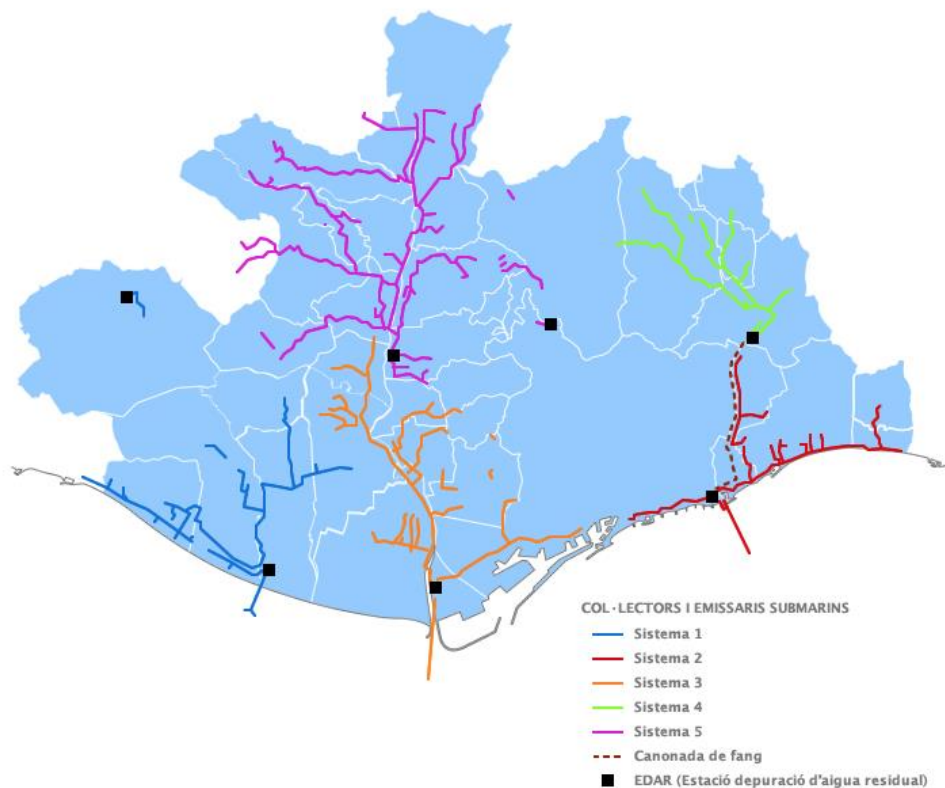 COL·LECTORS I EMISSARIS SUBMARINS
Sistema 1
Sistema 2
Sistema 3
Sistema 4
Sistema 5
Canonada de fang
EDAR (Estació depuració d'aigua residual)